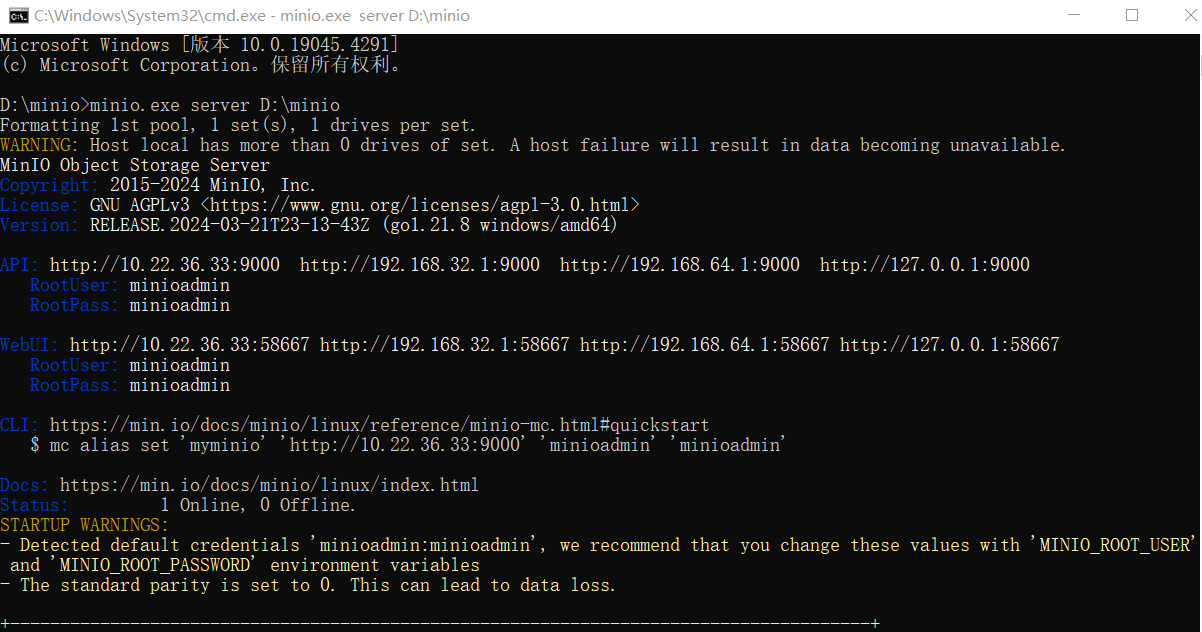 C:\Windows\System32\cmd.exe - minio.exe  server D:\minio
Microsoft Windows [版本 10.0.19045.4291]
(c) Microsoft Corporation。保留所有权利。
D:\minio>minio.exe server D:\minio
Formatting 1st pool, 1 set(s), 1 drives per set.
WARNING: Host local has more than 0 drives of set. A host failure will result in data becoming unavailable.
MinIO Object Storage Server
Copyright: 2015-2024 MinIO, Inc.
License: GNU AGPLv3 <https://www.gnu.org/licenses/agpl-3.0.html>
Version: RELEASE.2024-03-21T23-13-43Z (go1.21.8 windows/amd64)
API: http://10.22.36.33:9000  http://192.168.32.1:9000  http://192.168.64.1:9000  http://127.0.0.1:9000
   RootUser: minioadmin
   RootPass: minioadmin
WebUI: http://10.22.36.33:58667 http://192.168.32.1:58667 http://192.168.64.1:58667 http://127.0.0.1:58667
   RootUser: minioadmin
   RootPass: minioadmin
CLI: https://min.io/docs/minio/linux/reference/minio-mc.html#quickstart
   $ mc alias set 'myminio' 'http://10.22.36.33:9000' 'minioadmin' 'minioadmin'
Docs: https://min.io/docs/minio/linux/index.html
Status:         1 Online, 0 Offline.
STARTUP WARNINGS:
- Detected default credentials 'minioadmin:minioadmin', we recommend that you change these values with 'MINIO_ROOT_USER'
 and 'MINIO_ROOT_PASSWORD' environment variables
- The standard parity is set to 0. This can lead to data loss.
+--------------------------------------------------------------------------------------+